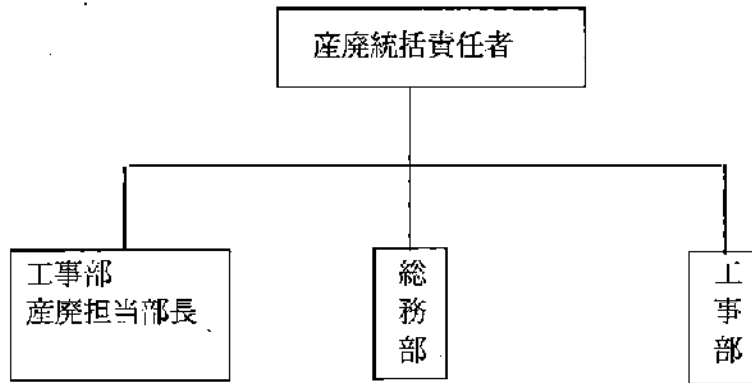 産廃統括責任者
工事部
産廃担当部長
総務部
工事部